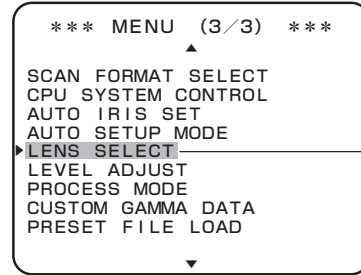 *** MENU (3/3) ***
SCAN FORMAT SELECT
CPU SYSTEM CONTROL
AUTO IRIS SET
AUTO SETUP MODE
LENS SELECT
LEVEL ADJUST
PROCESS MODE
CUSTOM GAMMA DATA
PRESET FILE LOAD